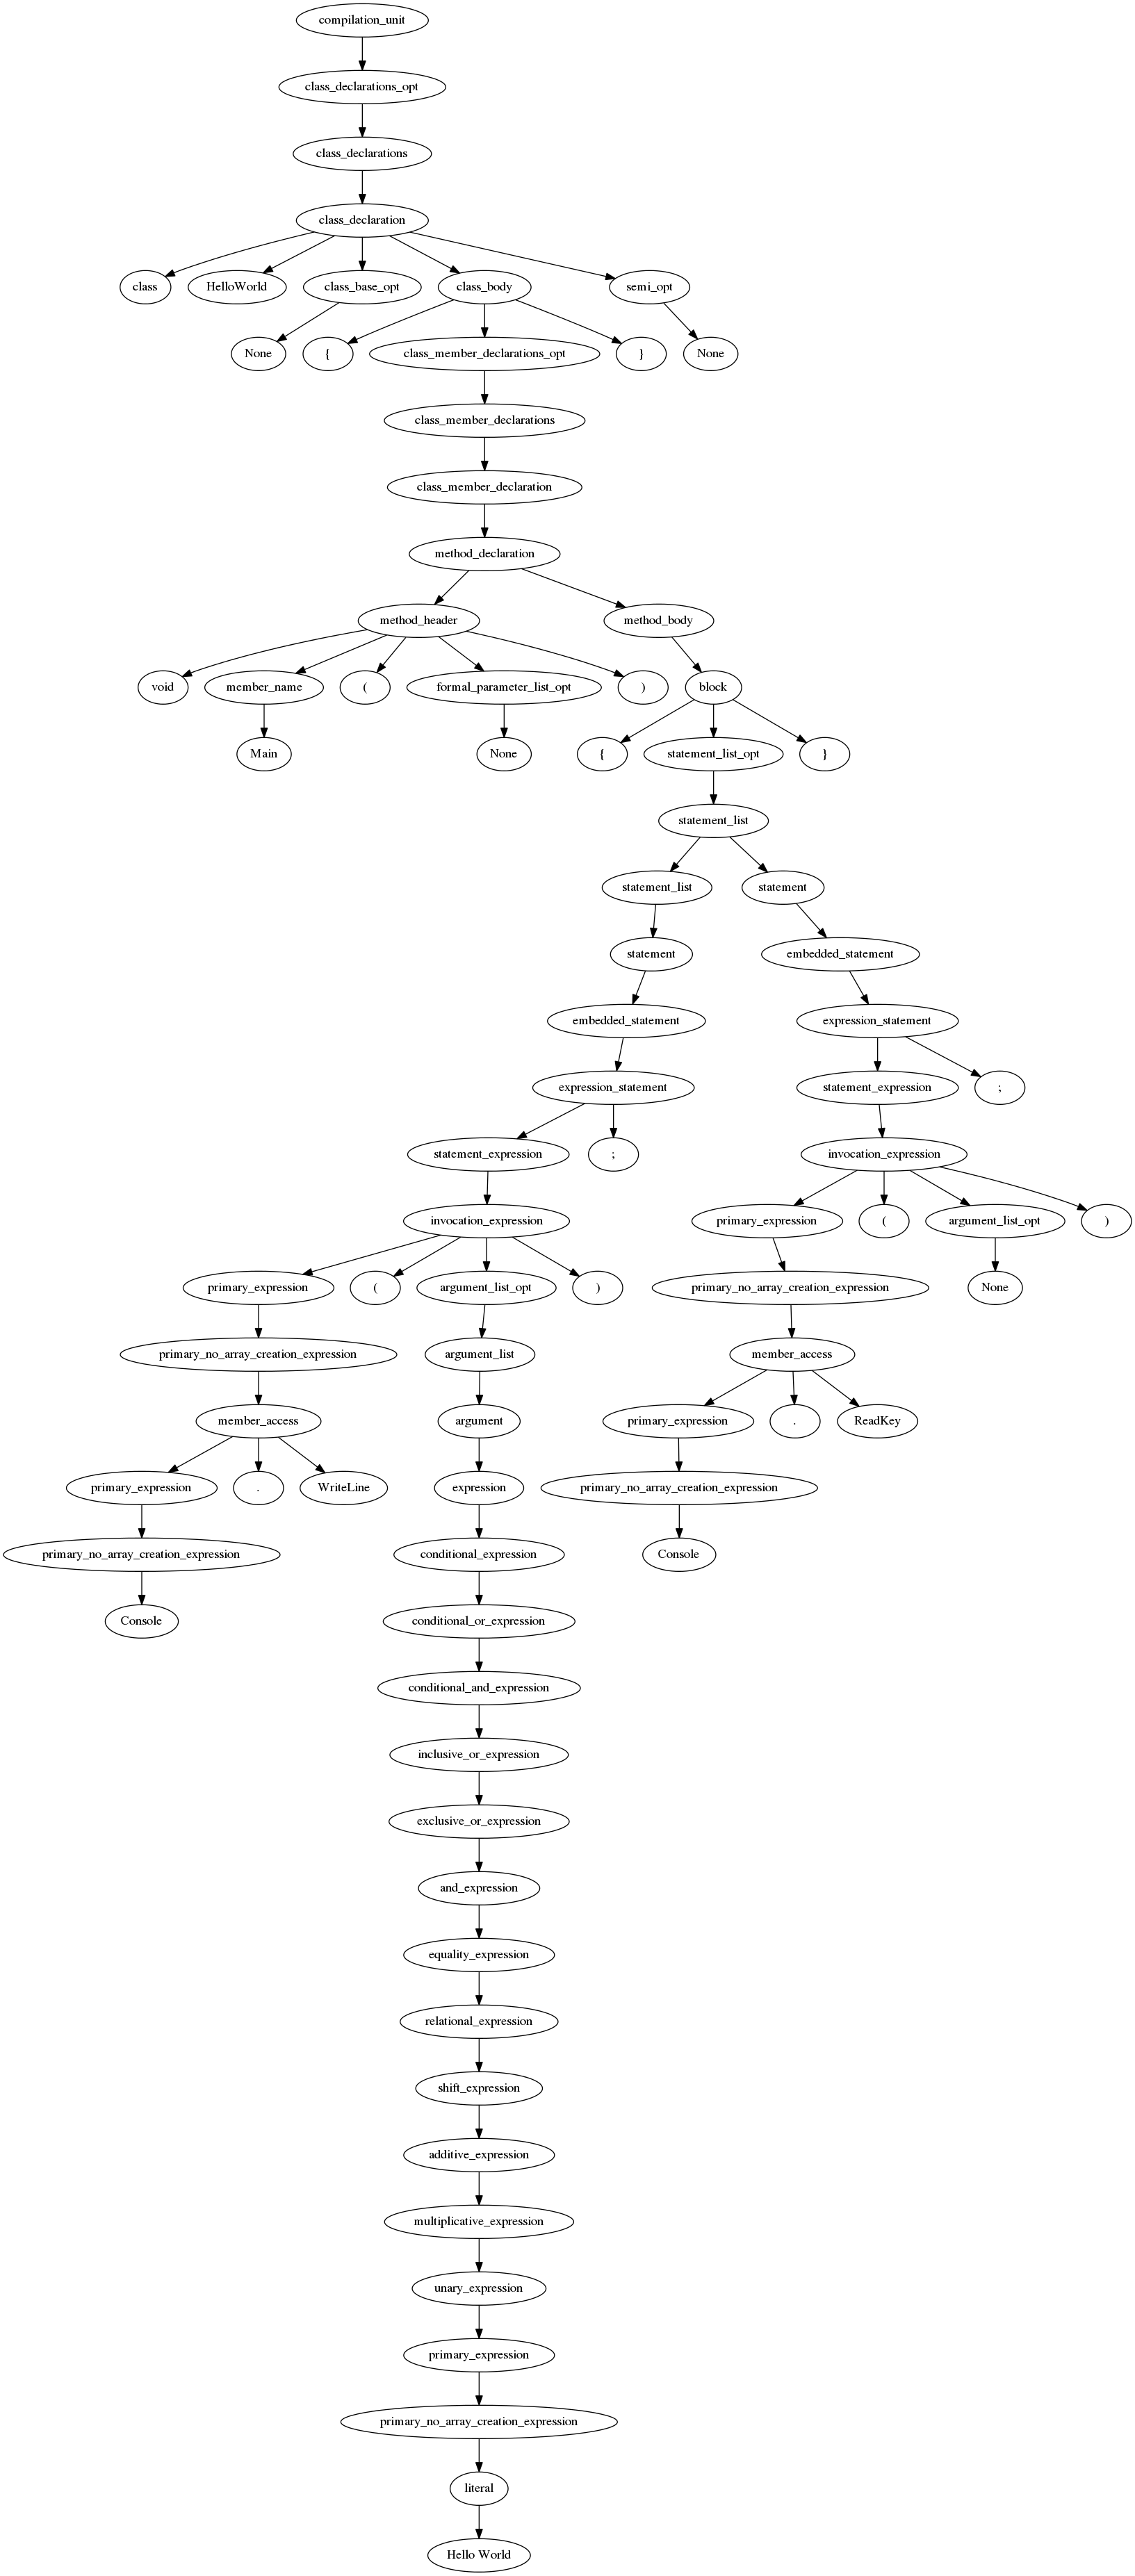 compilation_unit
class_declarations_opt
class_declarations
class_declaration
class HelloWorld class_base_opt class_body semi_opt
None { class_member_declarations_opt } None
class_member_declarations
class_member_declaration
method_declaration
method_header method_body
void member_name ( formal_parameter_list_opt ) block
Main None { statement_list_opt }
statement_list
statement_list statement
statement embedded_statement
embedded_statement expression_statement
expression_statement statement_expression ;
statement_expression ; invocation_expression
invocation_expression primary_expression ( argument_list_opt )
primary_expression ( argument_list_opt ) primary_no_array_creation_expression None
primary_no_array_creation_expression argument_list member_access
member_access argument primary_expression . ReadKey
primary_expression . WriteLine expression primary_no_array_creation_expression
primary_no_array_creation_expression conditional_expression Console
Console conditional_or_expression
conditional_and_expression
inclusive_or_expression
exclusive_or_expression
and_expression
equality_expression
relational_expression
shift_expression
additive_expression
multiplicative_expression
unary_expression
primary_expression
primary_no_array_creation_expression
literal
Hello World